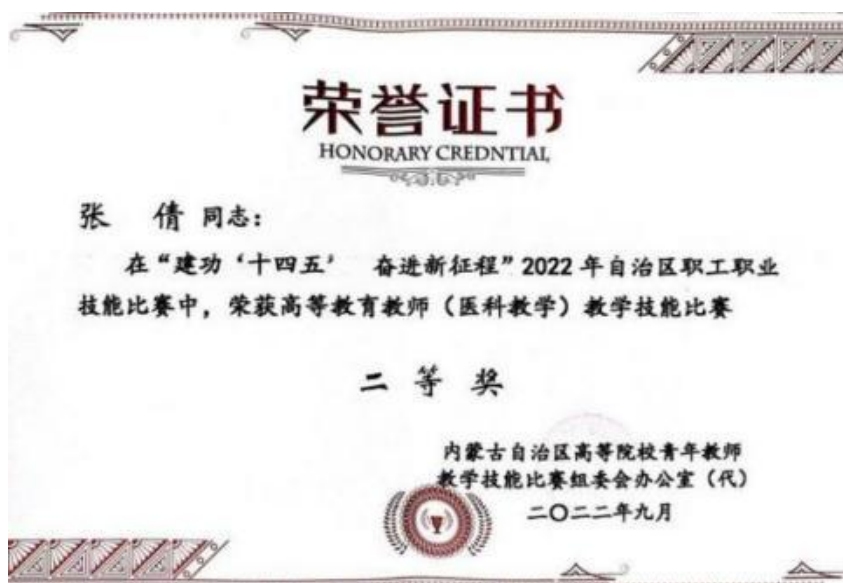 荣誉证书
HONORARY CREDNTIAL
张 倩 同志：
在“建功‘十四五’ 奋进新征程”2022年自治区职工职业
技能比赛中，荣获高等教育教师（医科教学）教学技能比赛
二 等 奖
内蒙古自治区高等院校青年教师
教学技能比赛组委会办公室（代）
二〇二二年九月